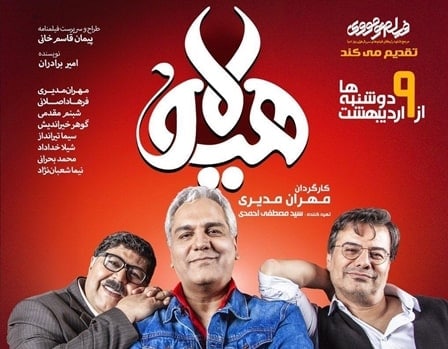 طراح و سرپرست فیلمنامه
پیمان قاسم خانی
نویسنده
امیر برادران
مهران مدیری
فرهاد اصلانی
شبنم مقدمی
گوهر خیراندیش
سیما تیرانداز
شیلا خداداد
محمد بحرانی
نیما شعبان نژاد
هیولا
تقدیم می کند
دوشنبه ها
از ۹ اردیبهشت
کارگردان
مهران مدیری
تهیه کننده: سید مصطفی احمدی